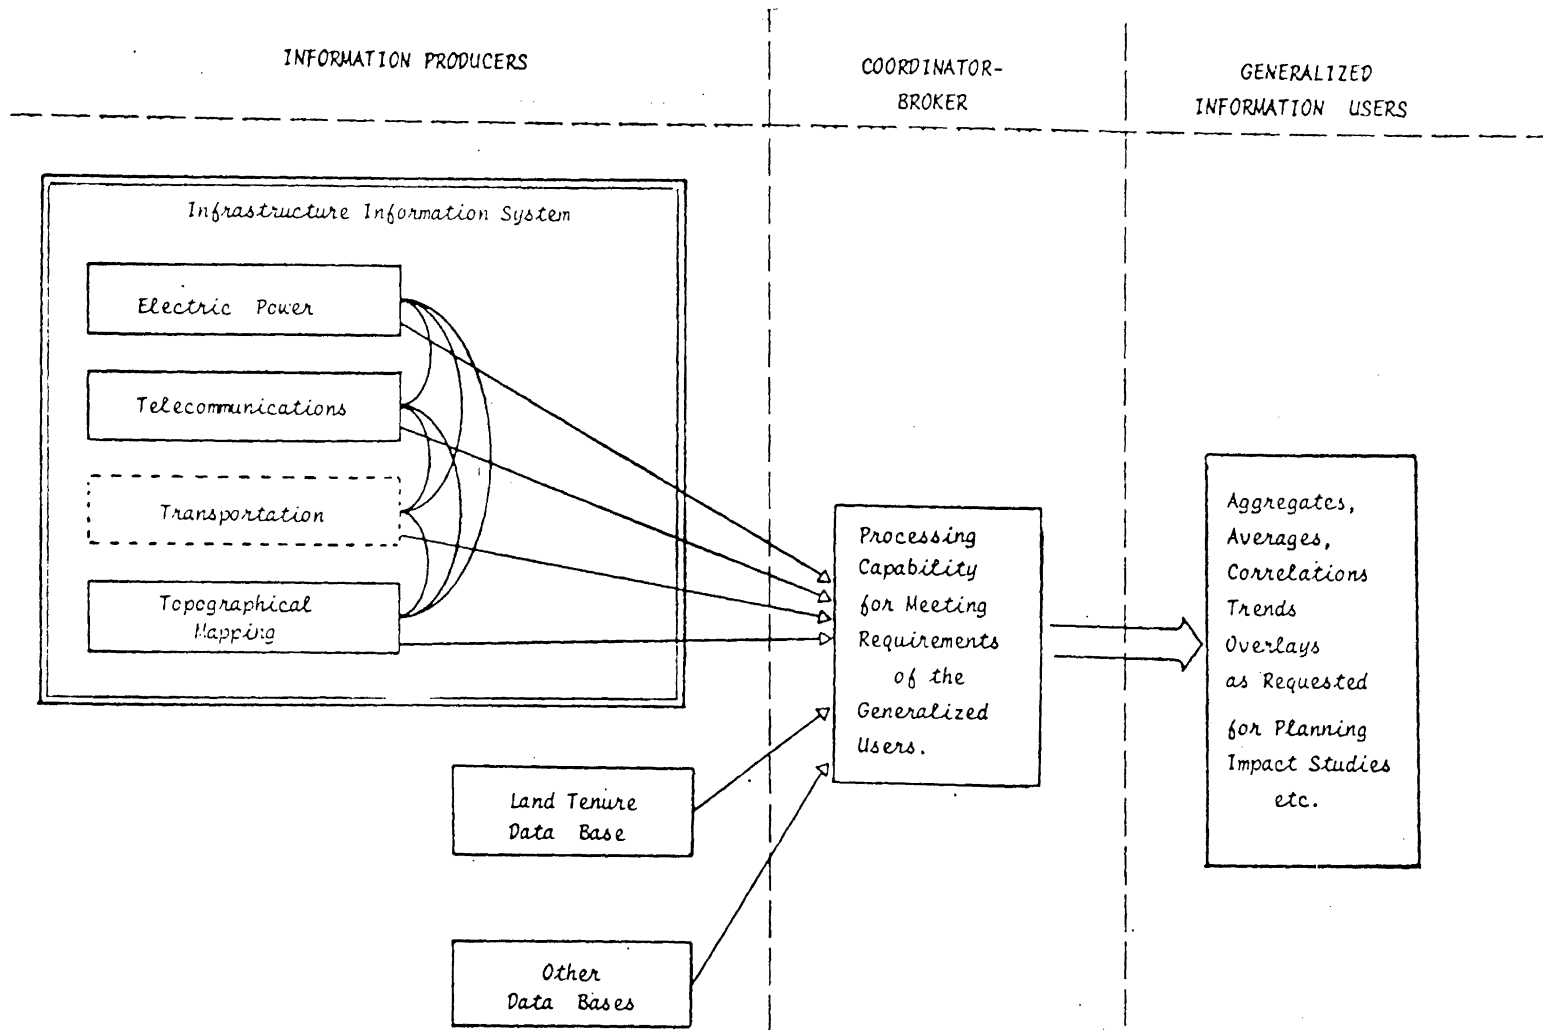 INFORMATION PRODUCERS
COORDINATOR-
BROKER
GENERALIZED
INFORMATION USERS
Infrastructure Information System
Electric Power
Telecommunications
Transportation
Topographical
Mapping
Land Tenure
Data Base
Other
Data Bases
Processing
Capability
for Meeting
Requirements
of the
Generalized
Users.
Aggregates,
Averages,
Correlations
Trends
Overlays
as Requested
for Planning
Impact Studies
etc.